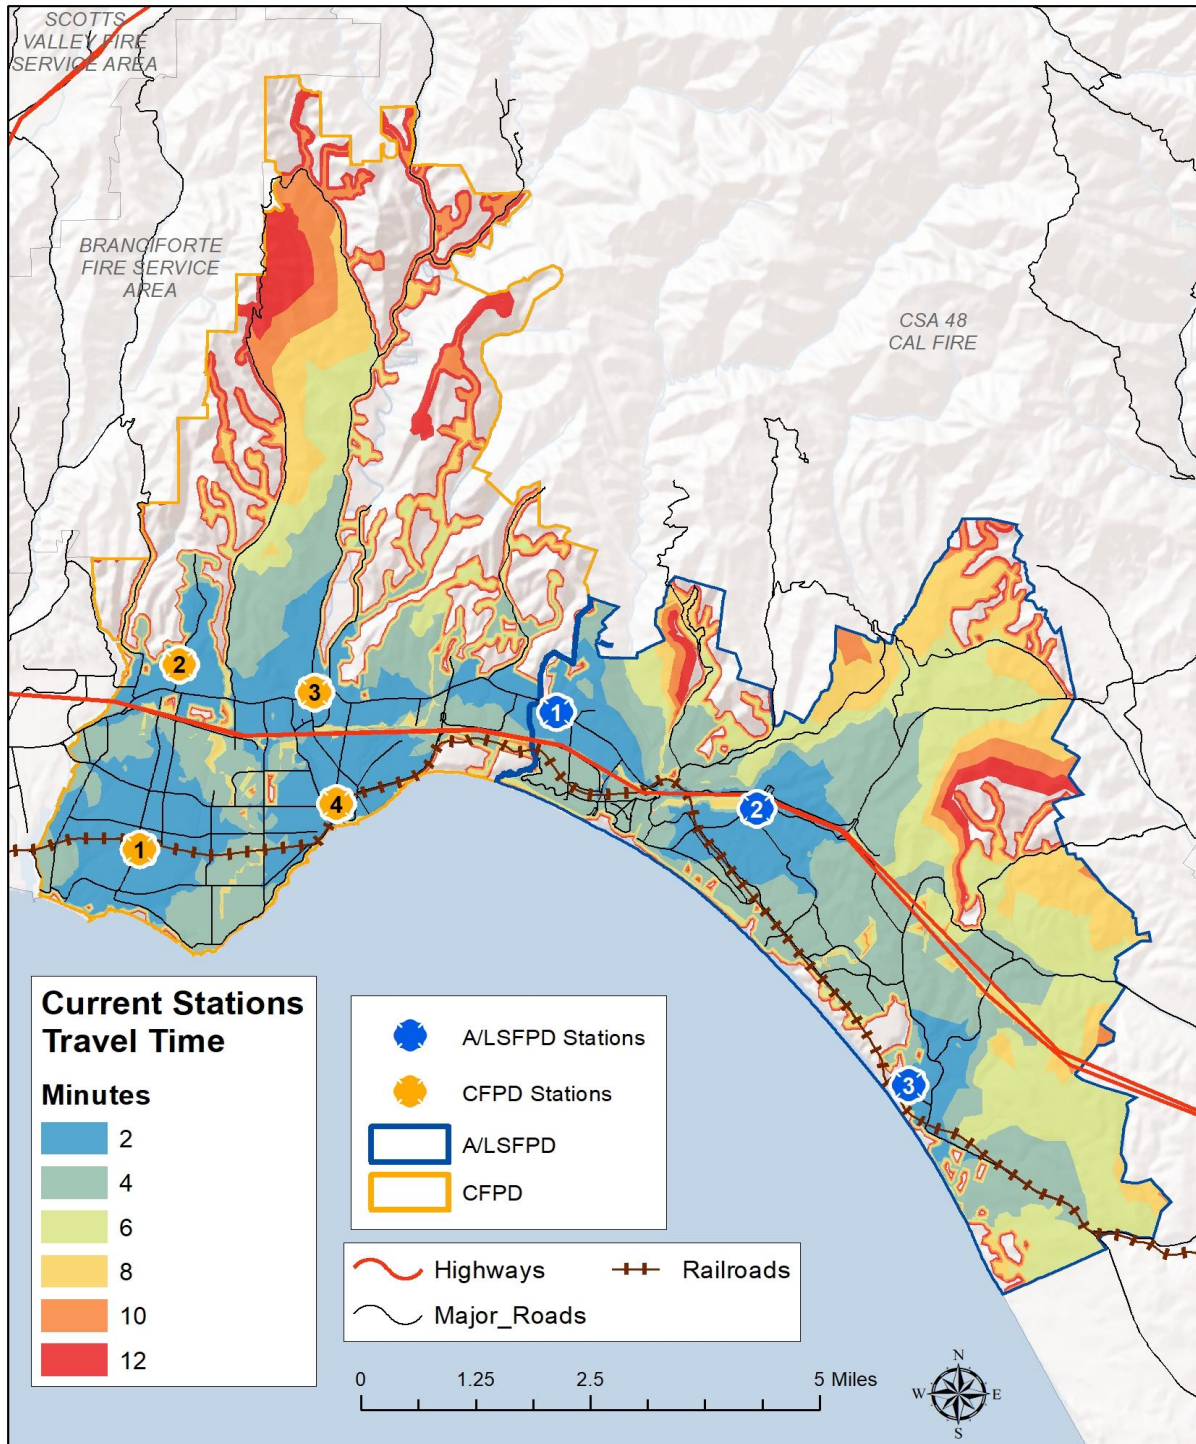 SCOTTS
VALLEY FIRE
SERVICE AREA
BRANCIFORTE
FIRE SERVICE
AREA
CSA 48
CAL FIRE
2
3
1
4
1
2
3
Current Stations
Travel Time
Minutes
2
4
6
8
10
12
A/LSFPD Stations
CFPD Stations
A/LSFPD
CFPD
Highways
Railroads
Major_Roads
0 1.25 2.5 5 Miles
N
W E
S